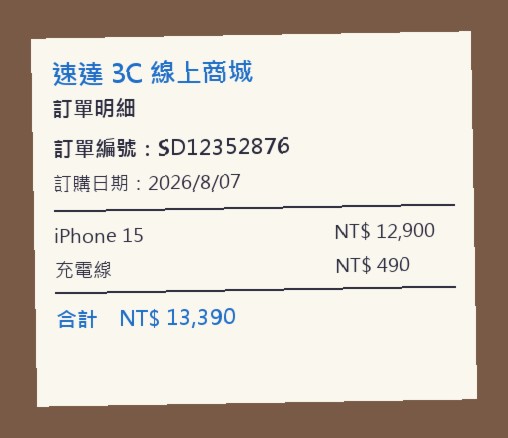 速達 3C 線上商城
訂單明細
訂單編號：SD12352876
訂購日期：2026/8/07
iPhone 15 NT$ 12,900
充電線 NT$ 490
合計 NT$ 13,390